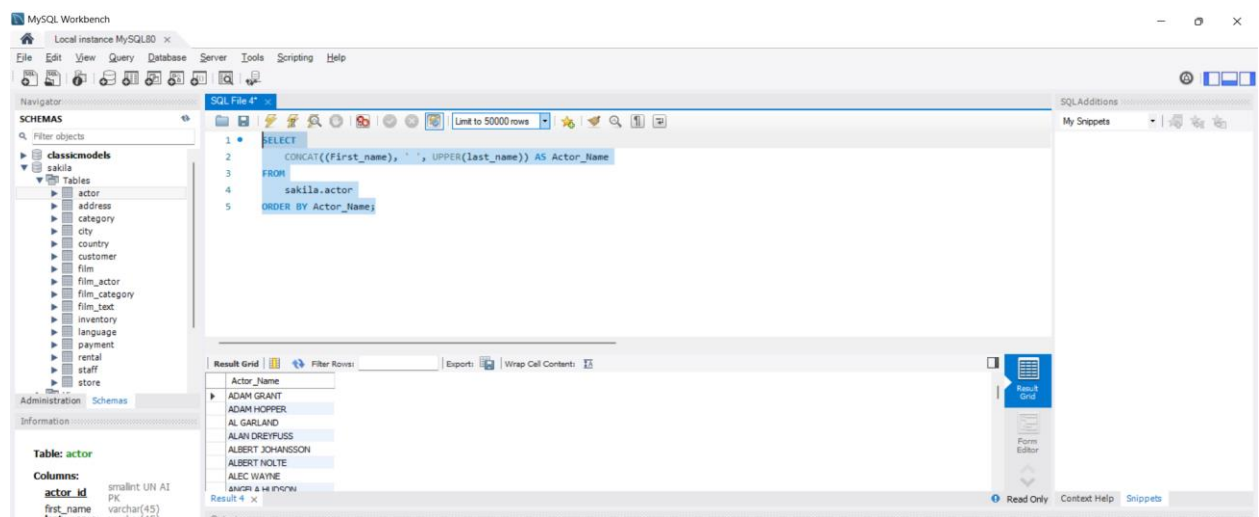 MySQL Workbench
Local instance MySQL80 ×
File Edit View Query Database Server Tools Scripting Help
Navigator
SCHEMAS
Filter objects
classicmodels
sakila
Tables
actor
address
category
city
country
customer
film
film_actor
film_category
film_text
inventory
language
payment
rental
staff
store
Administration Schemas
Information
Table: actor
Columns:
actor_id smallint UN AI PK
first_name varchar(45)
SQL File 4* ×
Limit to 50000 rows
1 SELECT
2 CONCAT((First_name), ' ', UPPER(last_name)) AS Actor_Name
3 FROM
4 sakila.actor
5 ORDER BY Actor_Name;
Result Grid Filter Rows: Export: Wrap Cell Content:
Actor_Name
ADAM GRANT
ADAM HOPPER
AL GARLAND
ALAN DREYFUSS
ALBERT JOHANSSON
ALBERT NOLTE
ALEC WAYNE
ANGELA HUDSON
Result 4 ×
Result Grid
Form Editor
Read Only
SQLAdditions
My Snippets
Context Help Snippets